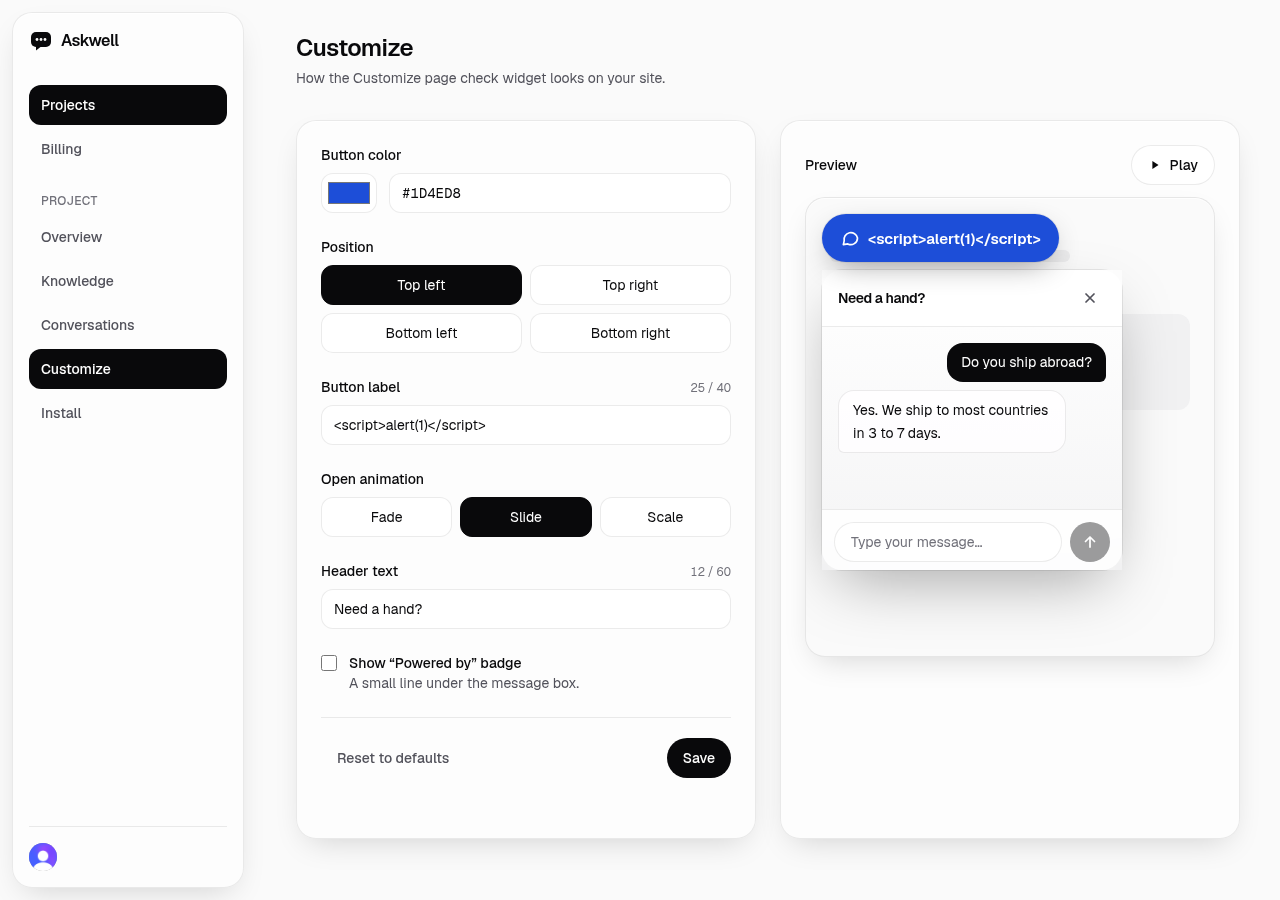 Askwell
Projects
Billing
PROJECT
Overview
Knowledge
Conversations
Customize
Install
Customize
How the Customize page check widget looks on your site.
Button color
#1D4ED8
Position
Top left
Top right
Bottom left
Bottom right
Button label
25 / 40
<script>alert(1)</script>
Open animation
Fade
Slide
Scale
Header text
12 / 60
Need a hand?
Show “Powered by” badge
A small line under the message box.
Reset to defaults
Save
Preview
Play
<script>alert(1)</script>
Need a hand?
Do you ship abroad?
Yes. We ship to most countries
in 3 to 7 days.
Type your message…